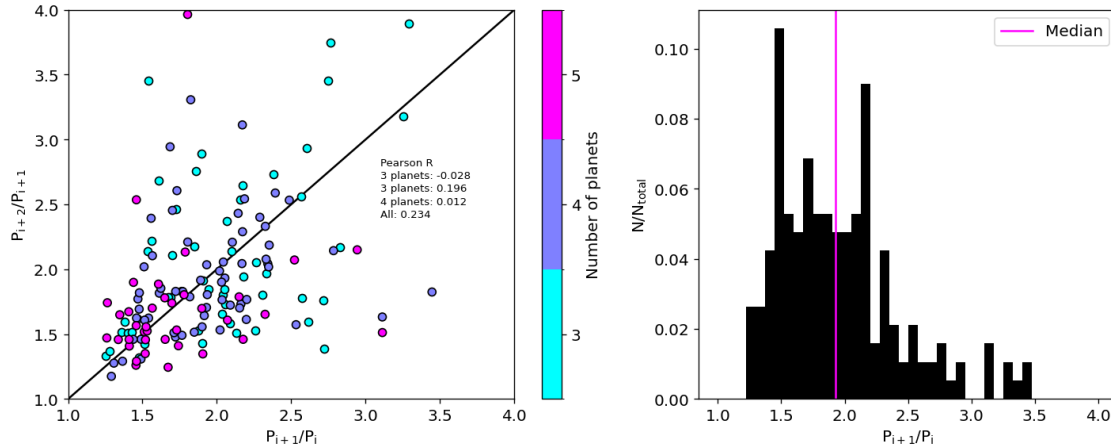 4.0
3.5
3.0
2.5
2.0
1.5
1.0
P_{i+2}/P_{i+1}
1.0 1.5 2.0 2.5 3.0 3.5 4.0
P_{i+1}/P_i
Pearson R
3 planets: -0.028
3 planets: 0.196
4 planets: 0.012
All: 0.234
5
4
3
Number of planets
0.10
0.08
0.06
0.04
0.02
0.00
N/N_{total}
Median
1.0 1.5 2.0 2.5 3.0 3.5 4.0
P_{i+1}/P_i